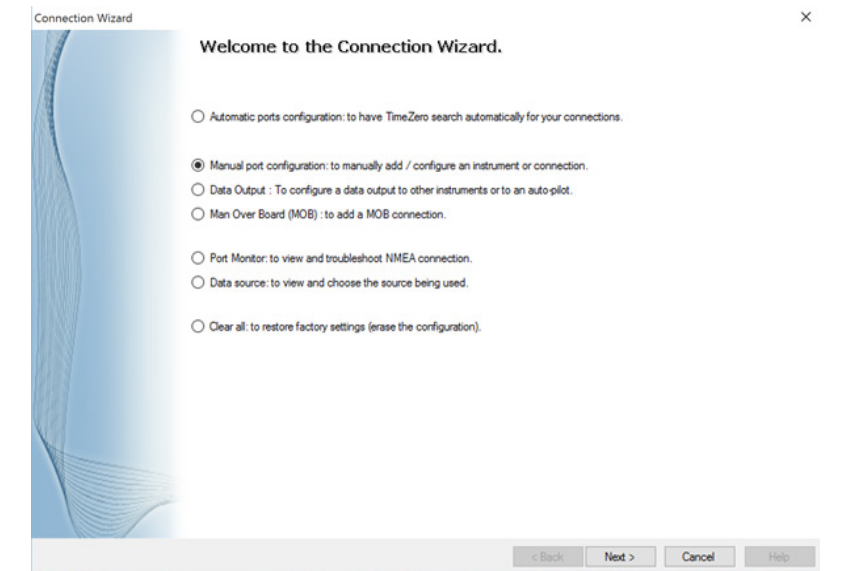 Connection Wizard
Welcome to the Connection Wizard.
Automatic ports configuration: to have TimeZero search automatically for your connections.
Manual port configuration: to manually add / configure an instrument or connection.
Data Output : To configure a data output to other instruments or to an auto-pilot.
Man Over Board (MOB) : to add a MOB connection.
Port Monitor: to view and troubleshoot NMEA connection.
Data source: to view and choose the source being used.
Clear all: to restore factory settings (erase the configuration).
< Back Next > Cancel Help